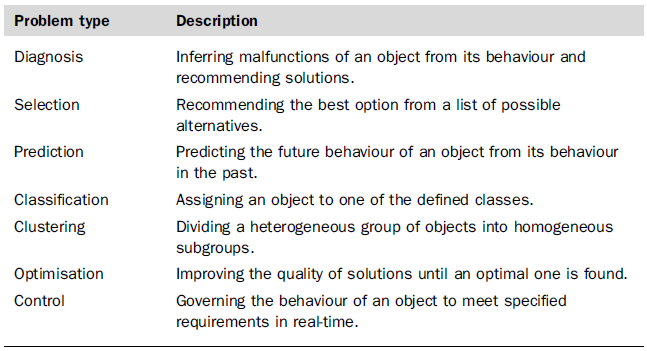 Problem type Description
Diagnosis Inferring malfunctions of an object from its behaviour and
recommending solutions.
Selection Recommending the best option from a list of possible
alternatives.
Prediction Predicting the future behaviour of an object from its behaviour
in the past.
Classification Assigning an object to one of the defined classes.
Clustering Dividing a heterogeneous group of objects into homogeneous
subgroups.
Optimisation Improving the quality of solutions until an optimal one is found.
Control Governing the behaviour of an object to meet specified
requirements in real-time.